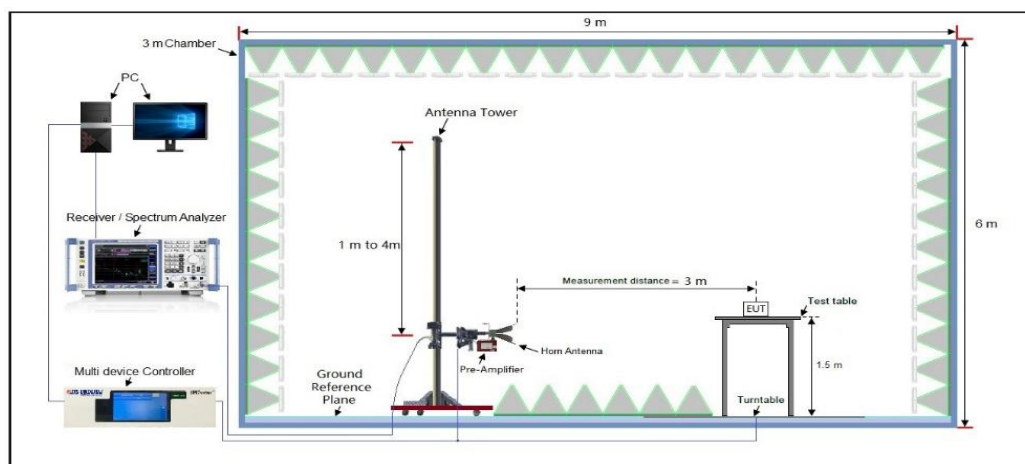 9 m
3 m Chamber
PC
Antenna Tower
Receiver / Spectrum Analyzer
1 m to 4m
6 m
Measurement distance = 3 m
EUT
Test table
Horn Antenna
Pre-Amplifier
1.5 m
Multi device Controller
Ground
Reference
Plane
Turntable